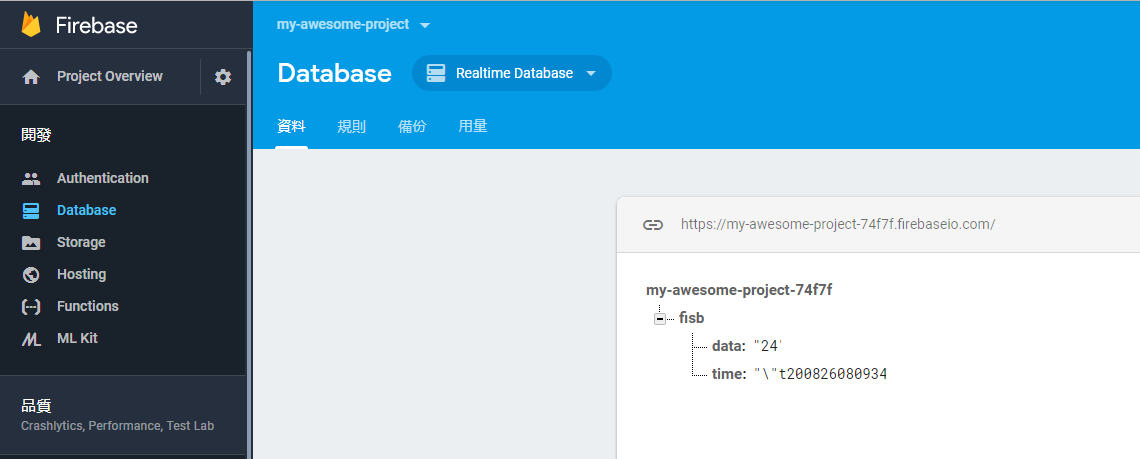 Firebase
Project Overview
開發
Authentication
Database
Storage
Hosting
Functions
ML Kit
品質
Crashlytics, Performance, Test Lab
my-awesome-project
Database
Realtime Database
資料
規則
備份
用量
https://my-awesome-project-74f7f.firebaseio.com/
my-awesome-project-74f7f
fisb
data: "24'
time: "\"t200826080934